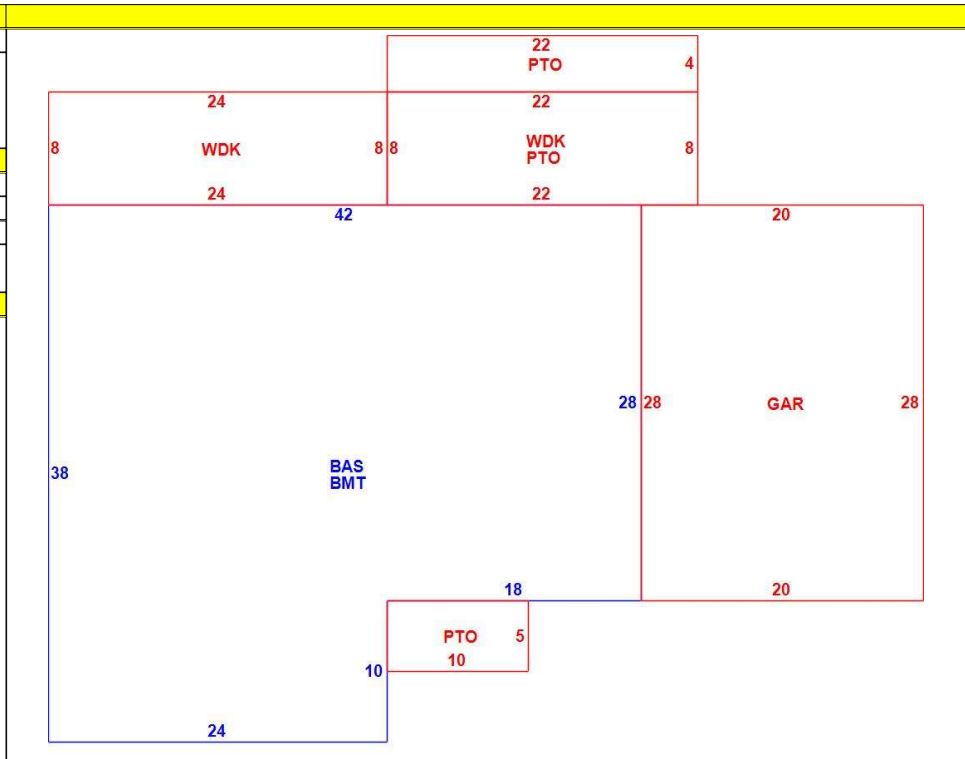 22
PTO 4
24 22
8 WDK 8 8 WDK 8
PTO
24 22
42 20
28 28 GAR 28
38 BAS
BMT
18 20
PTO 5
10 10
24